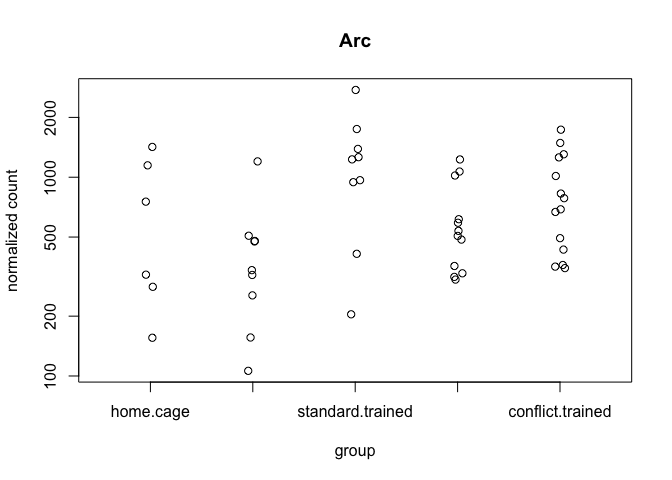 Arc
normalized count
2000
1000
500
200
100
home.cage standard.trained conflict.trained
group